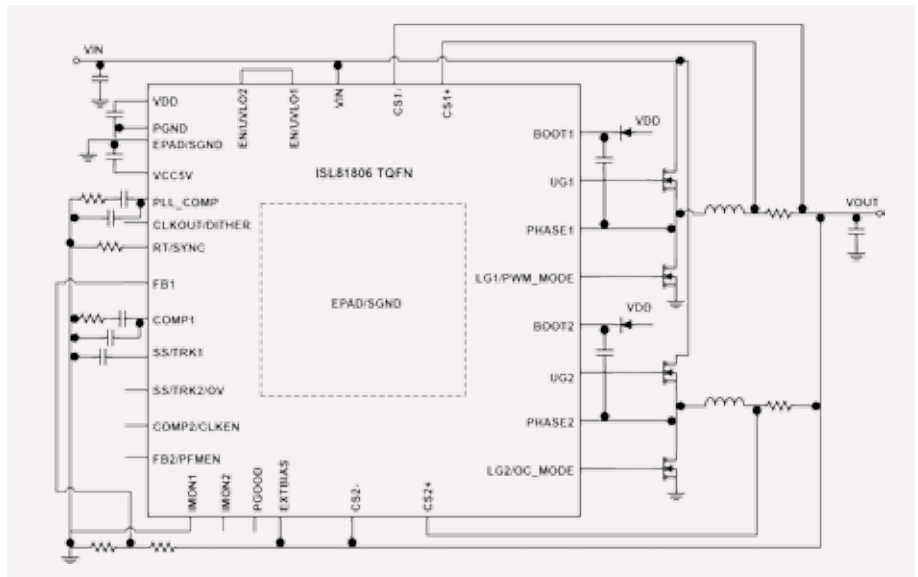 VIN
VDD
PGND
EPAD/SGND
VCC5V
PLL_COMP
CLKOUT/DITHER
RT/SYNC
FB1
COMP1
SS/TRK1
SS/TRK2/OV
COMP2/CLKEN
FB2/PFMEN
EN/UVLO2
EN/UVLO1
VIN
CS1-
CS1+
ISL81806 TQFN
EPAD/SGND
BOOT1
VDD
UG1
PHASE1
LG1/PWM_MODE
VOUT
BOOT2
VDD
UG2
PHASE2
LG2/OC_MODE
IMON1
IMON2
PGOOD
EXTBIAS
CS2-
CS2+